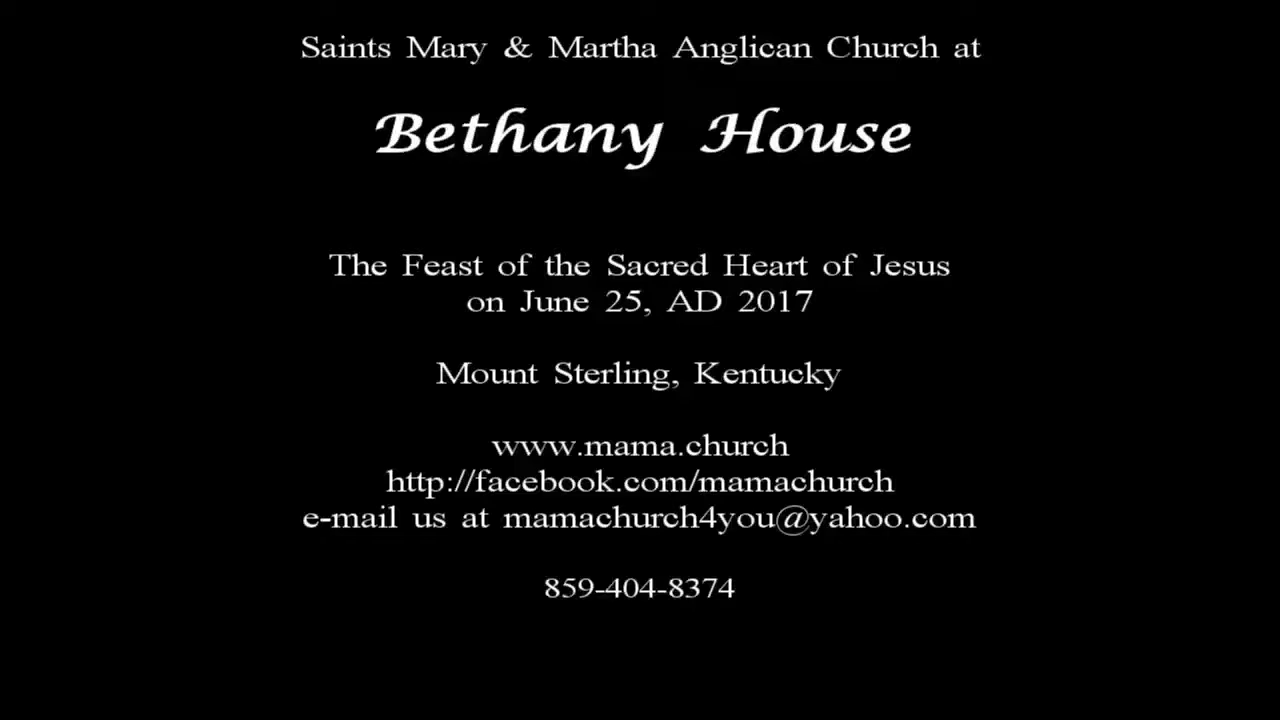 Saints Mary & Martha Anglican Church at
Bethany House
The Feast of the Sacred Heart of Jesus
on June 25, AD 2017
Mount Sterling, Kentucky
www.mama.church
http://facebook.com/mamachurch
e-mail us at mamachurch4you@yahoo.com
859-404-8374